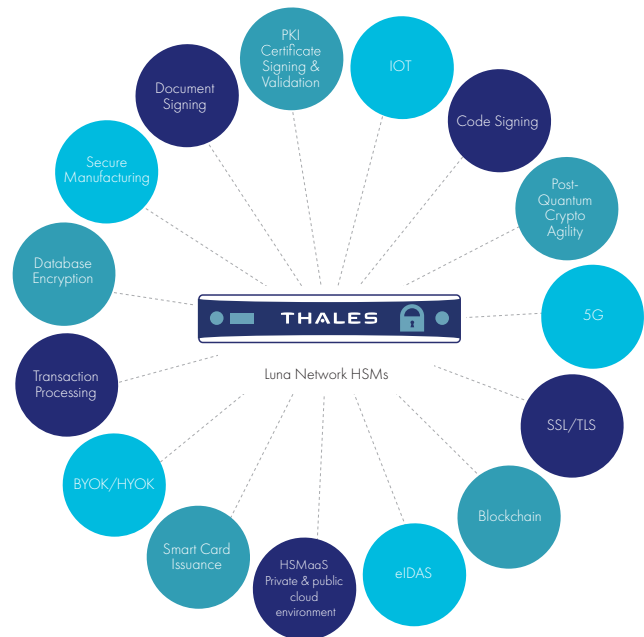 PKI
Certificate
Signing &
Validation
IOT
Document
Signing
Code Signing
Secure
Manufacturing
Post-
Quantum
Crypto
Agility
Database
Encryption
5G
THALES
Luna Network HSMs
Transaction
Processing
SSL/TLS
BYOK/HYOK
Blockchain
Smart Card
Issuance
HSMaaS
Private & public
cloud
environment
eIDAS